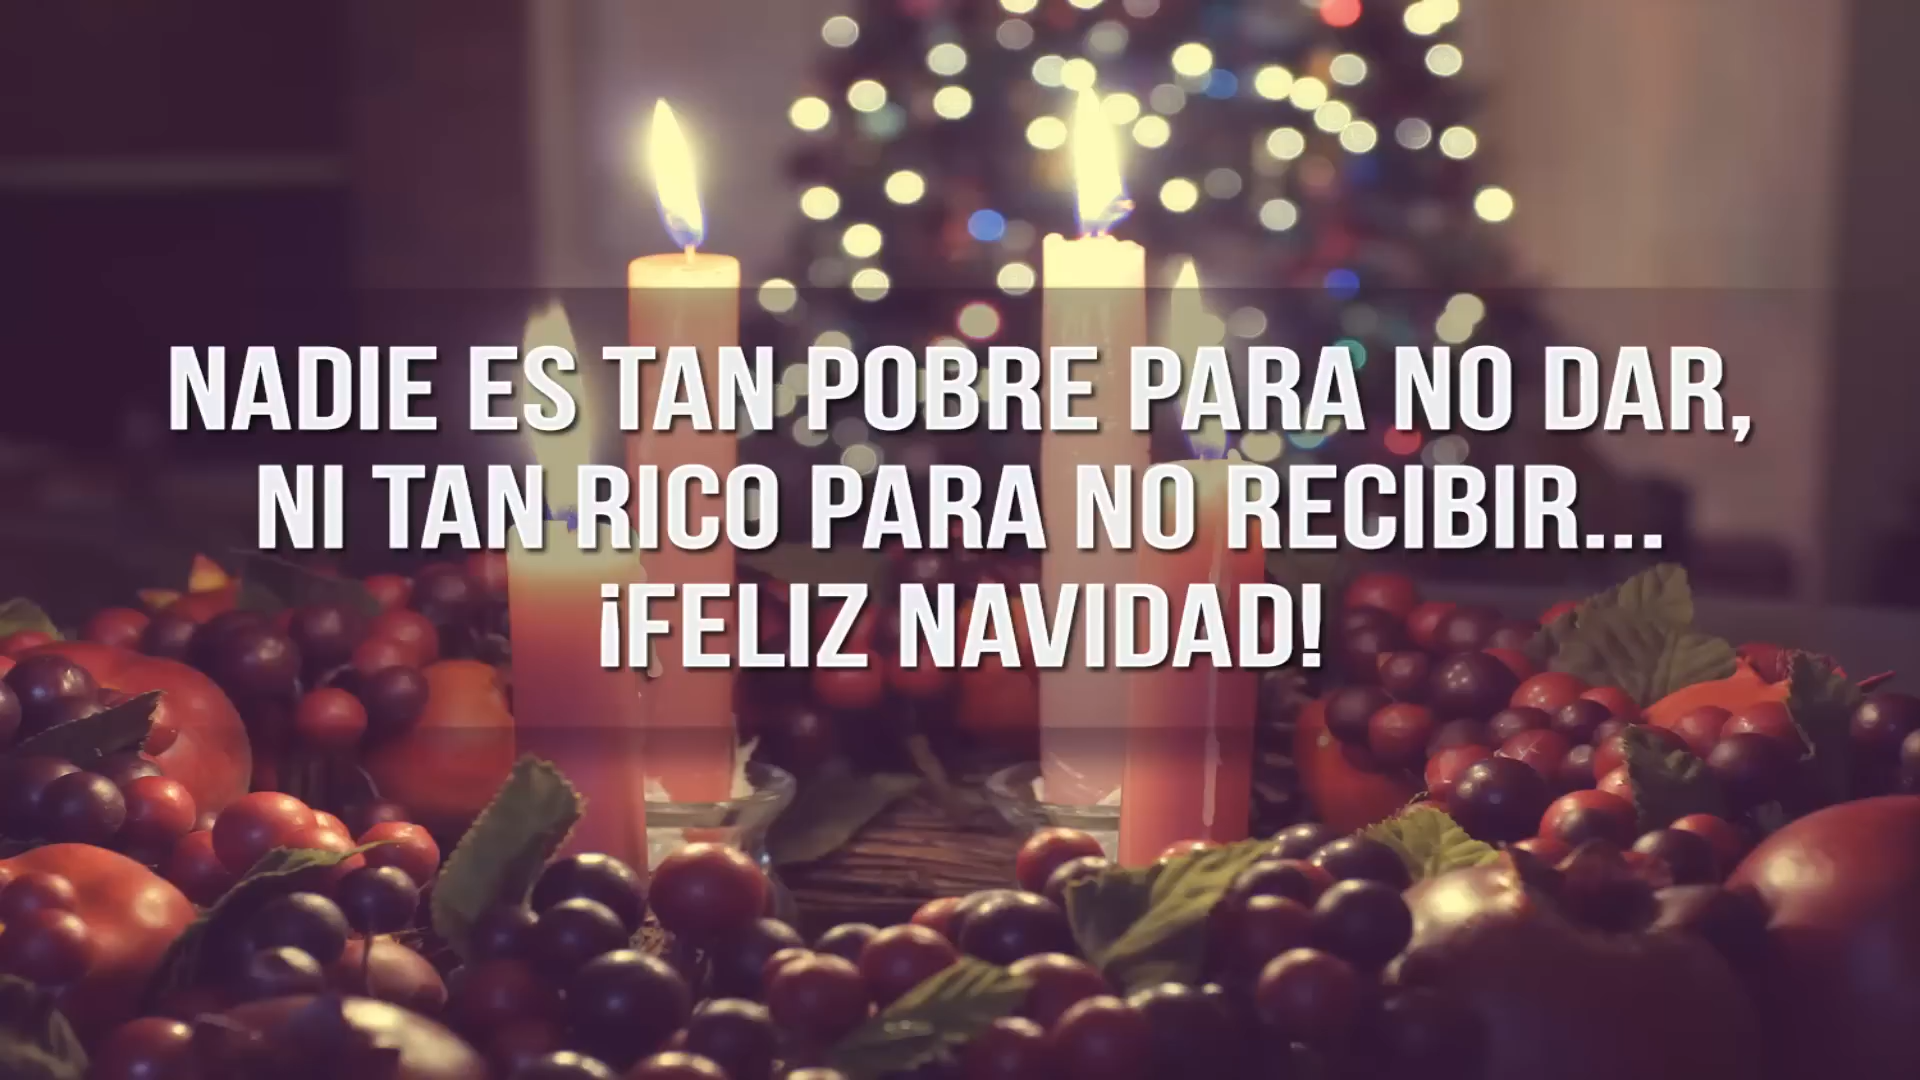 NADIE ES TAN POBRE PARA NO DAR,
NI TAN RICO PARA NO RECIBIR...
¡FELIZ NAVIDAD!